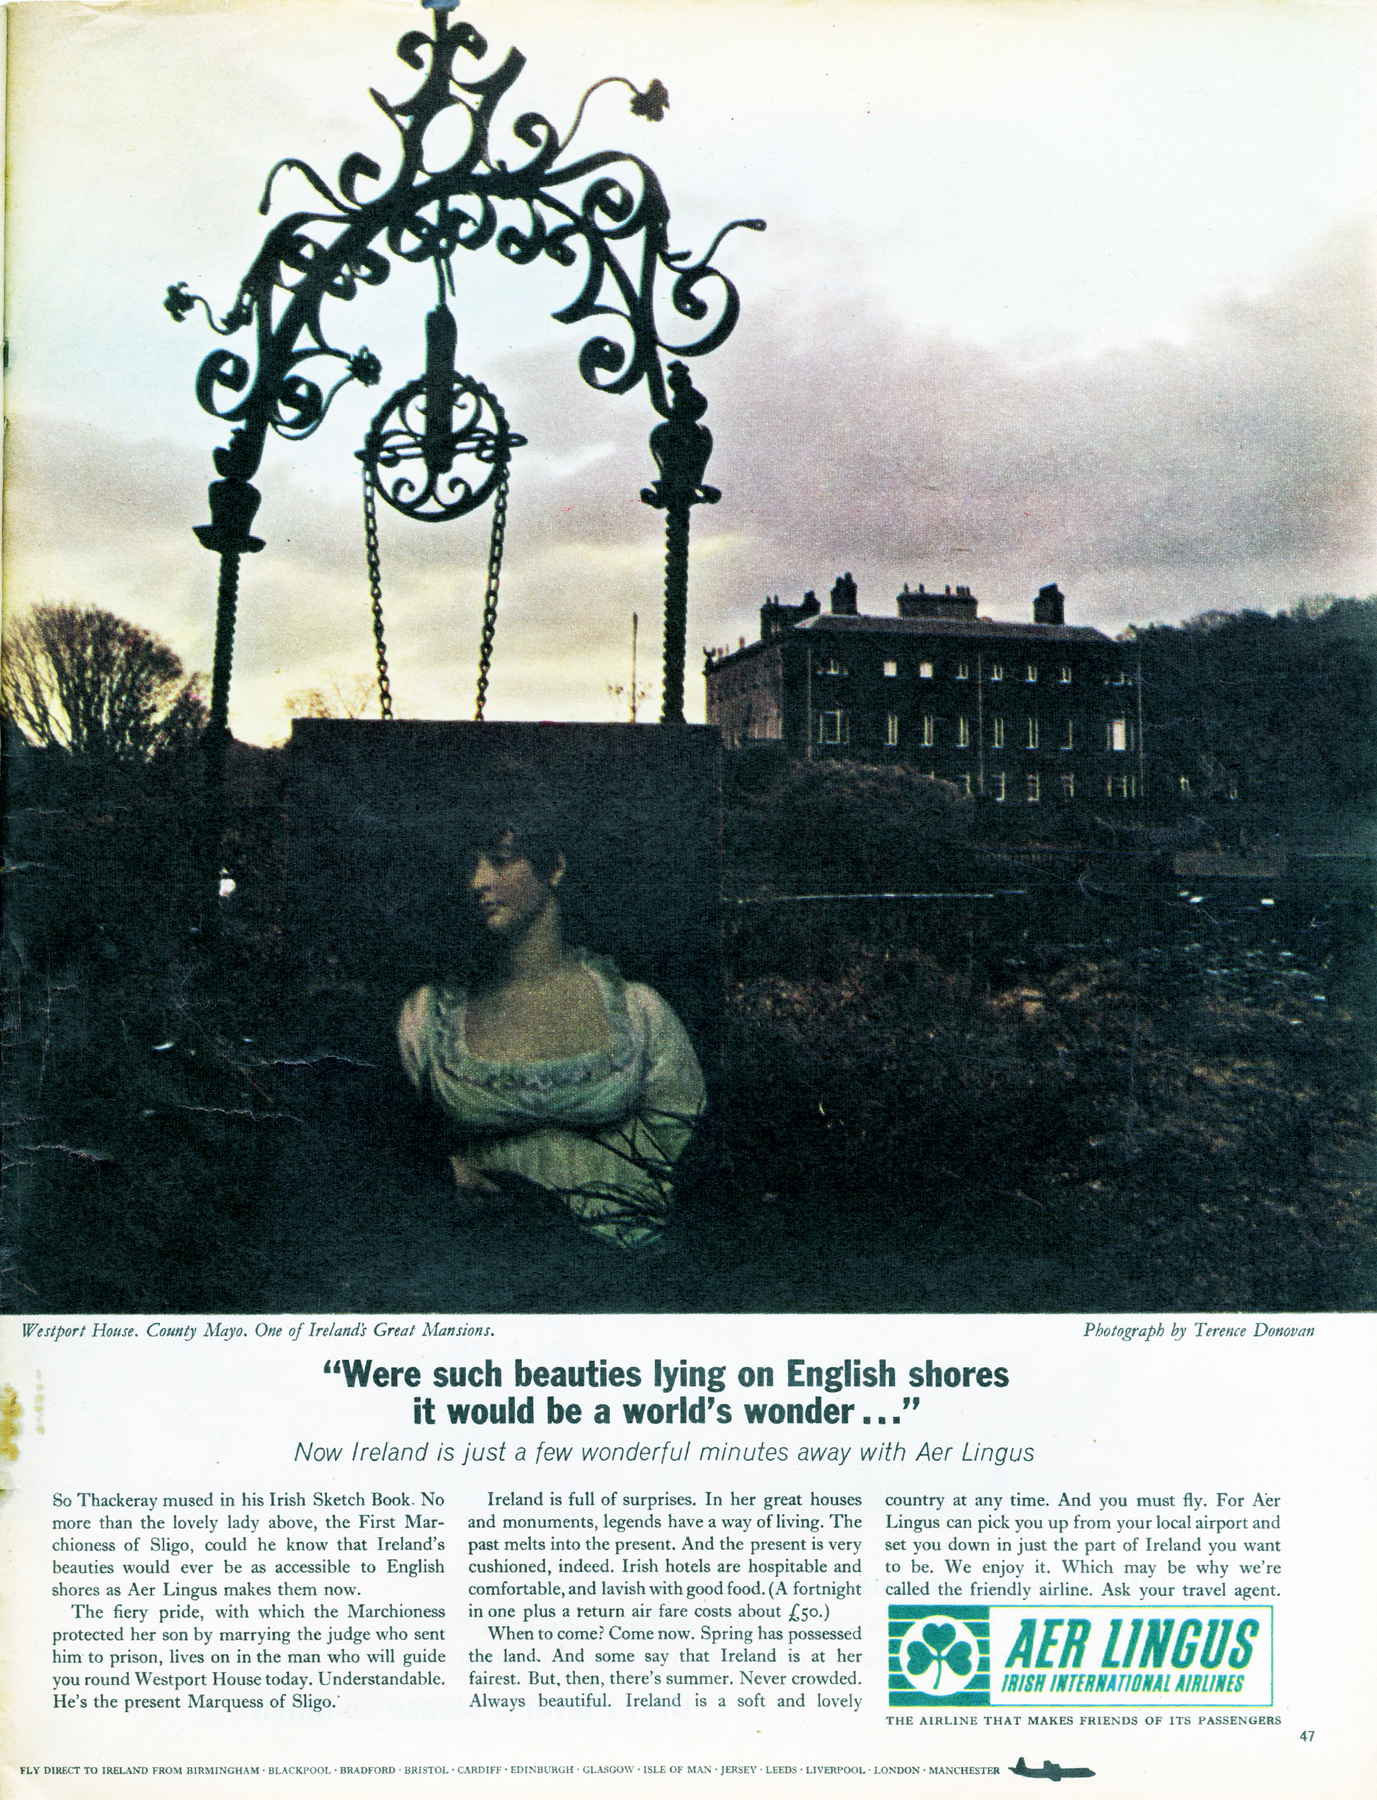 Westport House. County Mayo. One of Ireland's Great Mansions.
Photograph by Terence Donovan
“Were such beauties lying on English shores
it would be a world's wonder...”
Now Ireland is just a few wonderful minutes away with Aer Lingus
So Thackeray mused in his Irish Sketch Book. No
more than the lovely lady above, the First Mar-
chioness of Sligo, could he know that Ireland's
beauties would ever be as accessible to English
shores as Aer Lingus makes them now.
The fiery pride, with which the Marchioness
protected her son by marrying the judge who sent
him to prison, lives on in the man who will guide
you round Westport House today. Understandable.
He's the present Marquess of Sligo.
Ireland is full of surprises. In her great houses
and monuments, legends have a way of living. The
past melts into the present. And the present is very
cushioned, indeed. Irish hotels are hospitable and
comfortable, and lavish with good food. (A fortnight
in one plus a return air fare costs about £50.)
When to come? Come now. Spring has possessed
the land. And some say that Ireland is at her
fairest. But, then, there's summer. Never crowded.
Always beautiful. Ireland is a soft and lovely
country at any time. And you must fly. For Aer
Lingus can pick you up from your local airport and
set you down in just the part of Ireland you want
to be. We enjoy it. Which may be why we're
called the friendly airline. Ask your travel agent.
AER LINGUS
IRISH INTERNATIONAL AIRLINES
THE AIRLINE THAT MAKES FRIENDS OF ITS PASSENGERS
47
FLY DIRECT TO IRELAND FROM BIRMINGHAM · BLACKPOOL · BRADFORD · BRISTOL · CARDIFF · EDINBURGH · GLASGOW · ISLE OF MAN · JERSEY · LEEDS · LIVERPOOL · LONDON · MANCHESTER